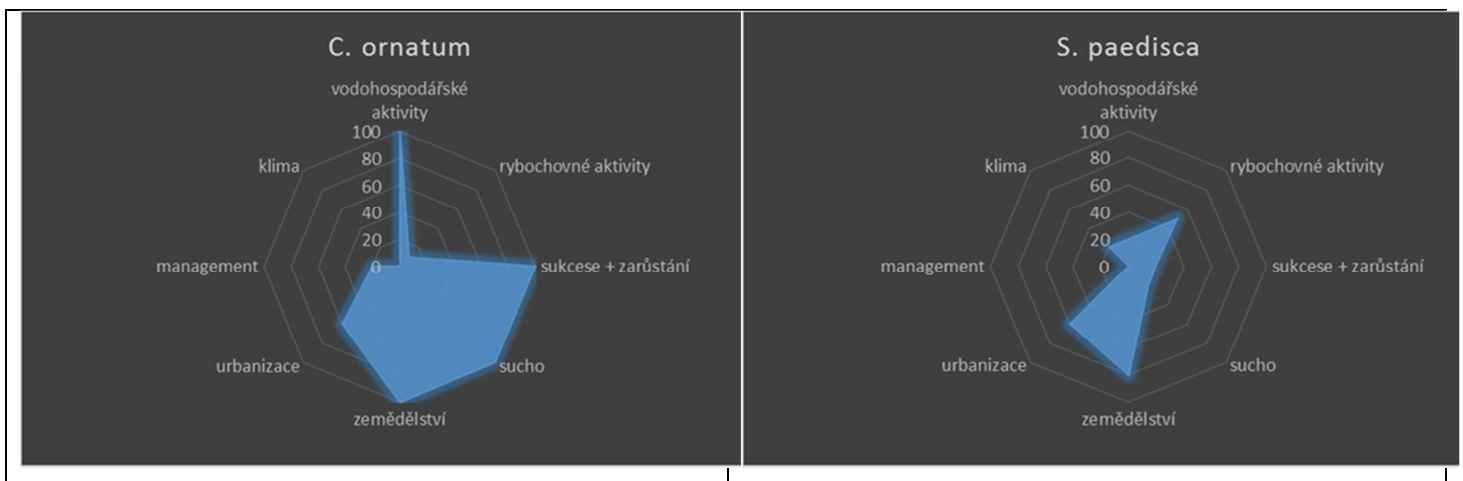 C. ornatum
vodohospodářské
aktivity
100
80
60
40
20
0
rybochovné aktivity
sukcese + zarůstání
sucho
zemědělství
urbanizace
management
klima
S. paedisca
vodohospodářské
aktivity
100
80
60
40
20
0
rybochovné aktivity
sukcese + zarůstání
sucho
zemědělství
urbanizace
management
klima